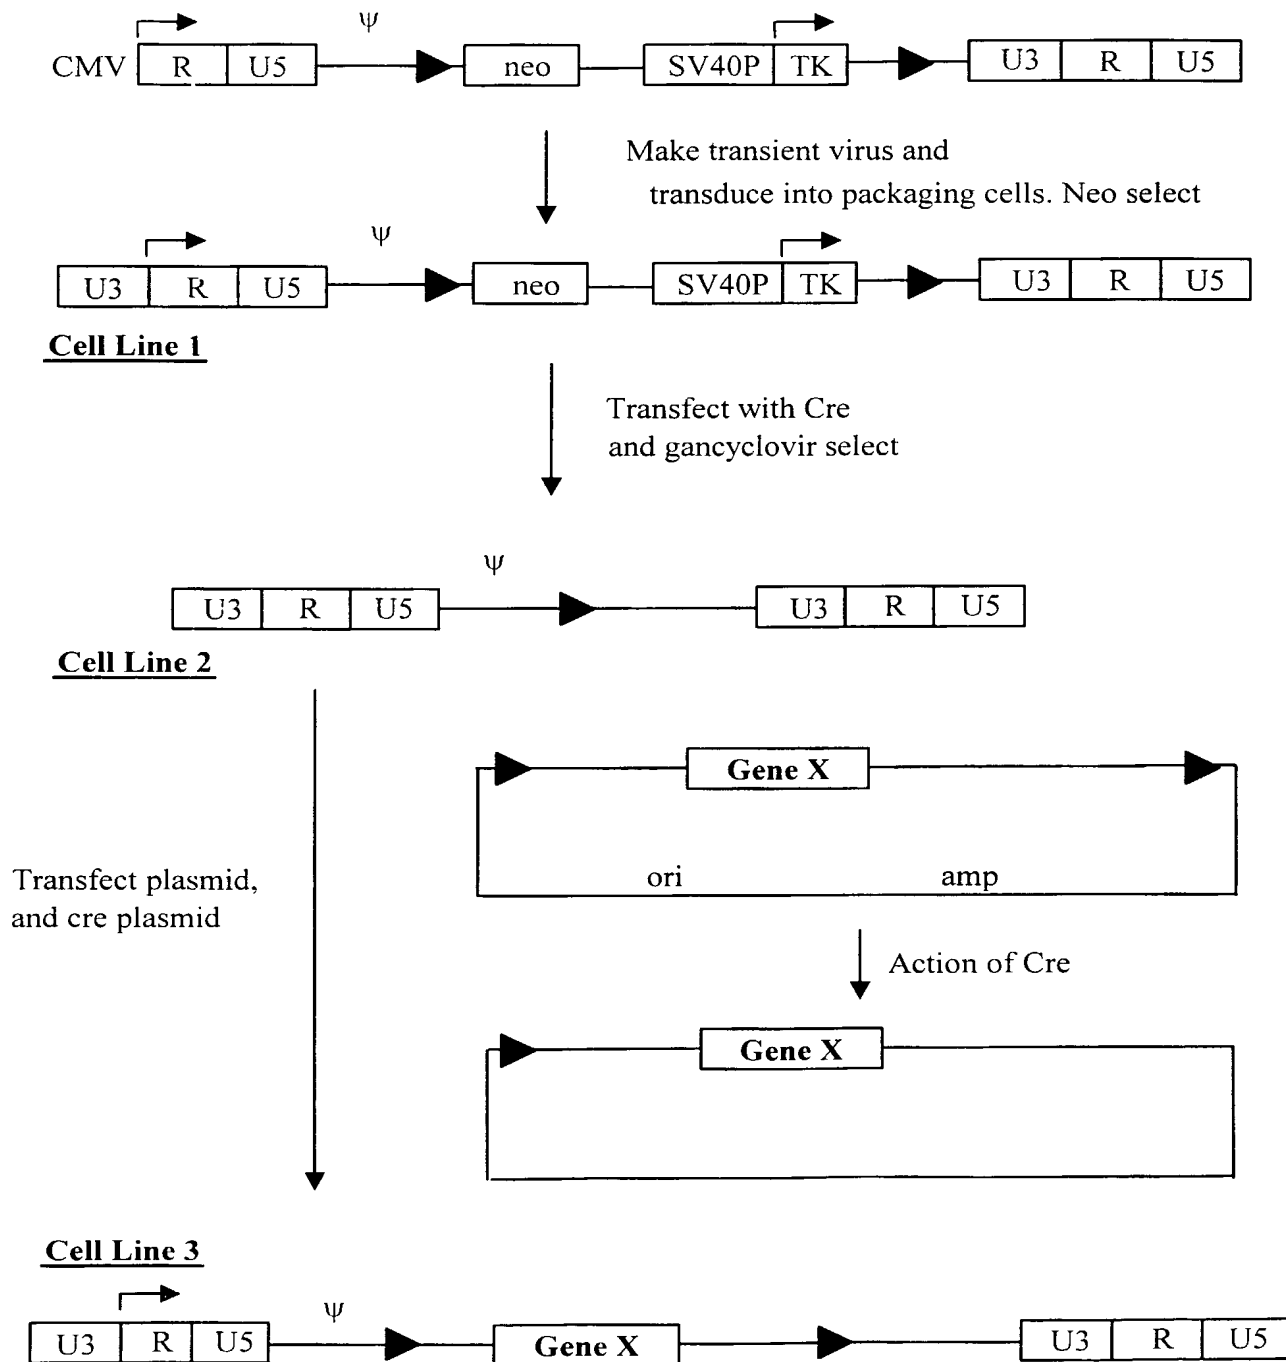 ψ
CMV R U5 neo SV40P TK U3 R U5
Make transient virus and
transduce into packaging cells. Neo select
ψ
U3 R U5 neo SV40P TK U3 R U5
Cell Line 1
Transfect with Cre
and gancyclovir select
ψ
U3 R U5 U3 R U5
Cell Line 2
Gene X
ori amp
Transfect plasmid,
and cre plasmid
Action of Cre
Gene X
Cell Line 3
ψ
U3 R U5 Gene X U3 R U5